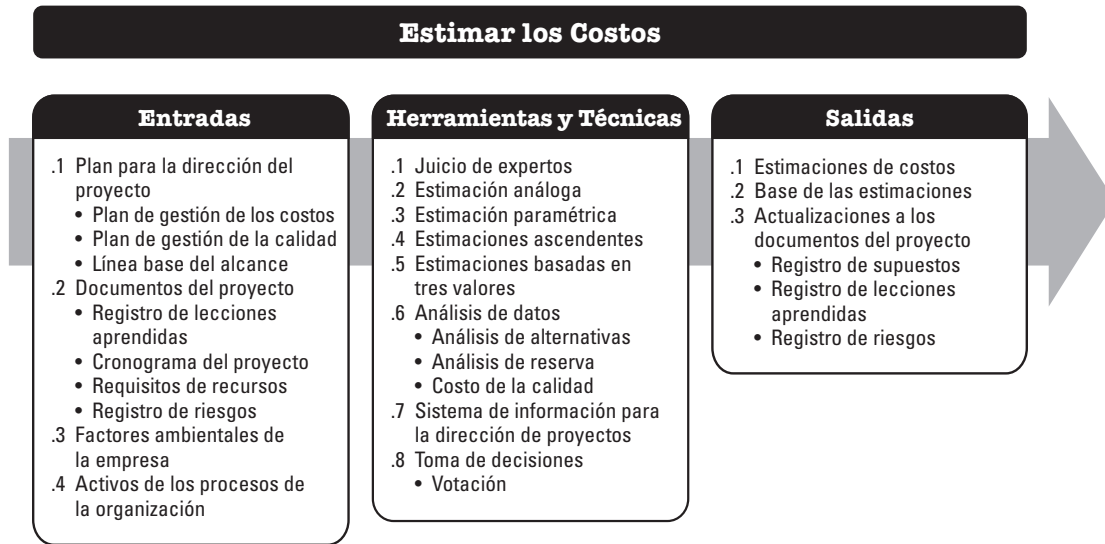 Estimar los Costos
Entradas
.1 Plan para la dirección del
proyecto
• Plan de gestión de los costos
• Plan de gestión de la calidad
• Línea base del alcance
.2 Documentos del proyecto
• Registro de lecciones
aprendidas
• Cronograma del proyecto
• Requisitos de recursos
• Registro de riesgos
.3 Factores ambientales de
la empresa
.4 Activos de los procesos de
la organización
Herramientas y Técnicas
.1 Juicio de expertos
.2 Estimación análoga
.3 Estimación paramétrica
.4 Estimaciones ascendentes
.5 Estimaciones basadas en
tres valores
.6 Análisis de datos
• Análisis de alternativas
• Análisis de reserva
• Costo de la calidad
.7 Sistema de información para
la dirección de proyectos
.8 Toma de decisiones
• Votación
Salidas
.1 Estimaciones de costos
.2 Base de las estimaciones
.3 Actualizaciones a los
documentos del proyecto
• Registro de supuestos
• Registro de lecciones
aprendidas
• Registro de riesgos